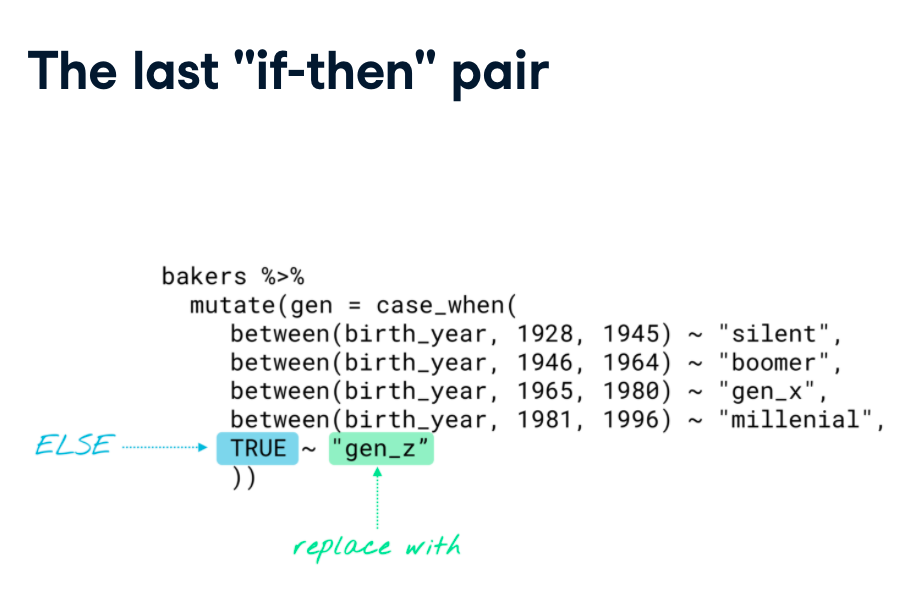 The last "if-then" pair
bakers %>%
mutate(gen = case_when(
between(birth_year, 1928, 1945) ~ "silent",
between(birth_year, 1946, 1964) ~ "boomer",
between(birth_year, 1965, 1980) ~ "gen_x",
between(birth_year, 1981, 1996) ~ "millenial",
ELSE TRUE ~ "gen_z”
))
replace with